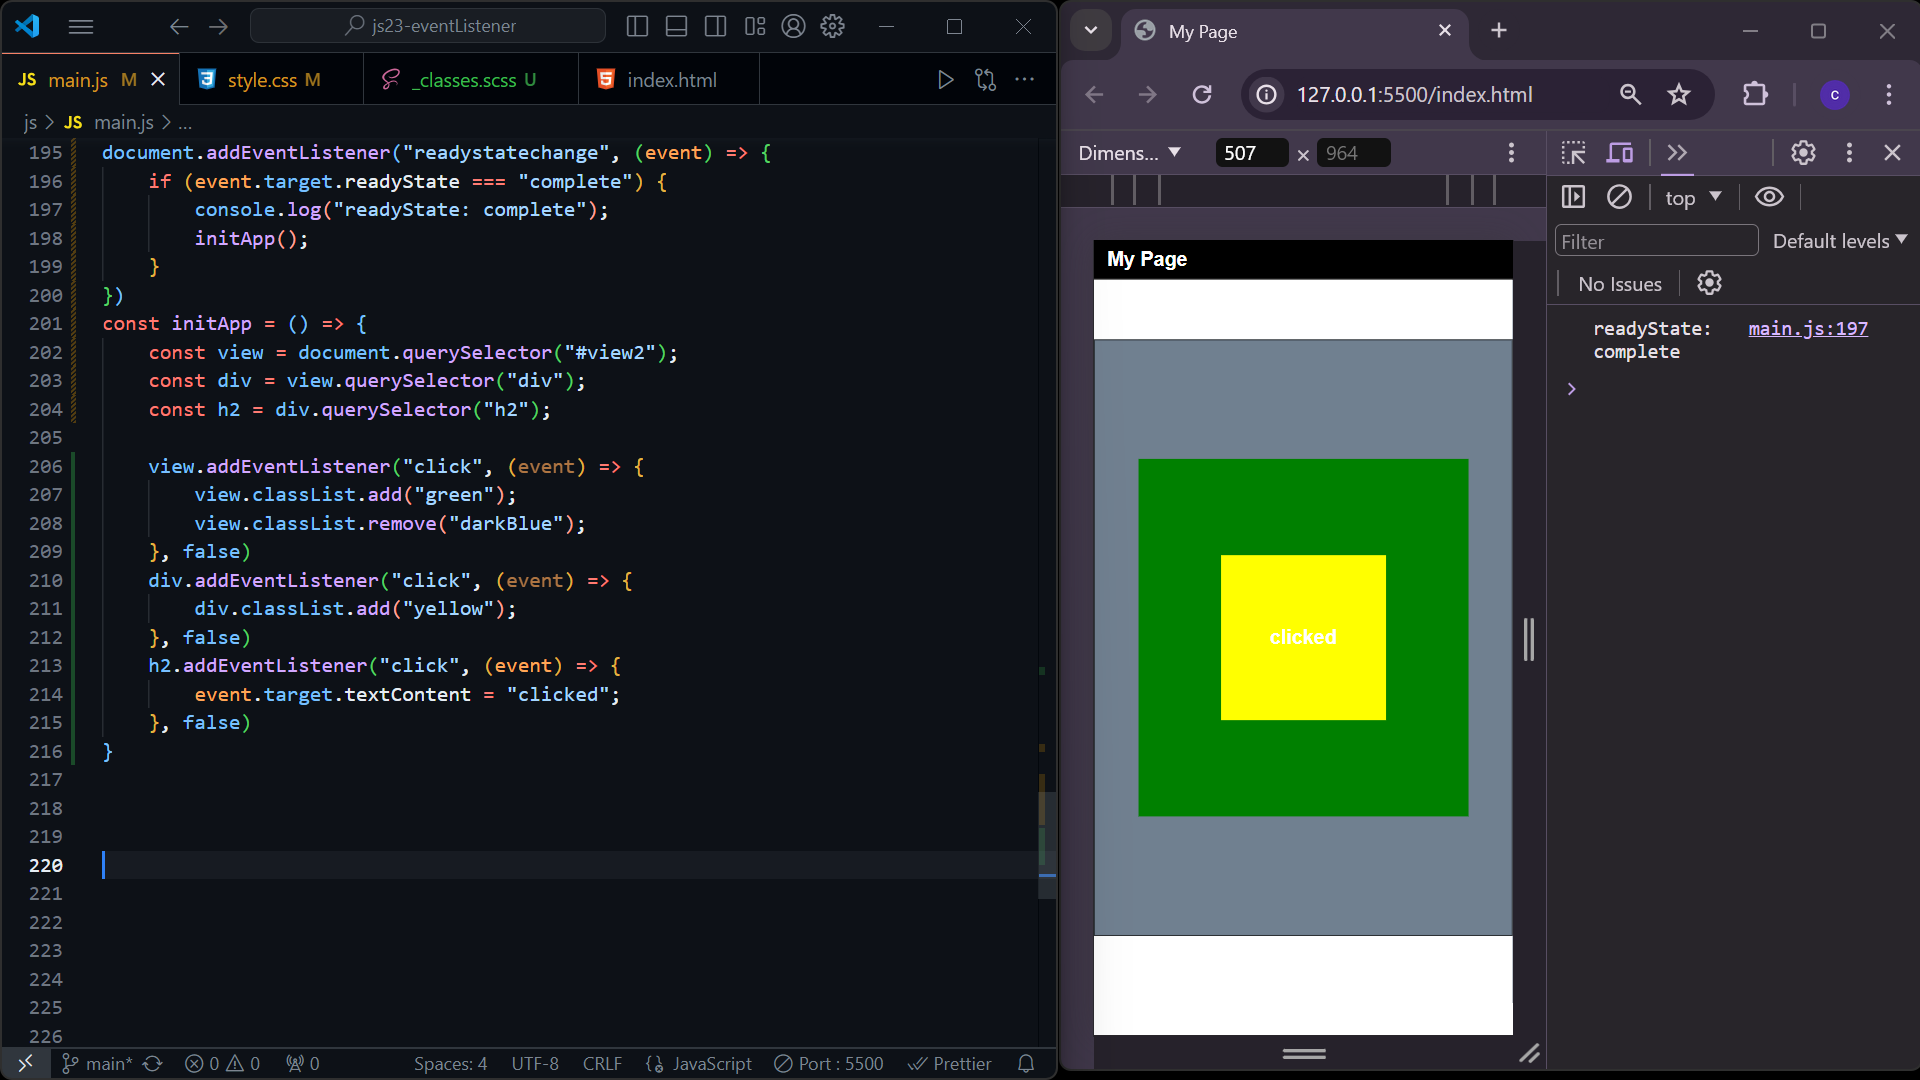 js23-eventListener
JS main.js M
style.css M
_classes.scss U
index.html
js > JS main.js > ...
195 document.addEventListener("readystatechange", (event) => {
196 if (event.target.readyState === "complete") {
197 console.log("readyState: complete");
198 initApp();
199 }
200 })
201 const initApp = () => {
202 const view = document.querySelector("#view2");
203 const div = view.querySelector("div");
204 const h2 = div.querySelector("h2");
205
206 view.addEventListener("click", (event) => {
207 view.classList.add("green");
208 view.classList.remove("darkBlue");
209 }, false)
210 div.addEventListener("click", (event) => {
211 div.classList.add("yellow");
212 }, false)
213 h2.addEventListener("click", (event) => {
214 event.target.textContent = "clicked";
215 }, false)
216 }
217
218
219
220
221
222
223
224
225
226
main* 0 0 0 Spaces: 4 UTF-8 CRLF {} JavaScript Port : 5500 Prettier
My Page
127.0.0.1:5500/index.html
c
Dimens... 507 × 964
top
Filter
Default levels
No Issues
readyState: main.js:197
complete
My Page
clicked